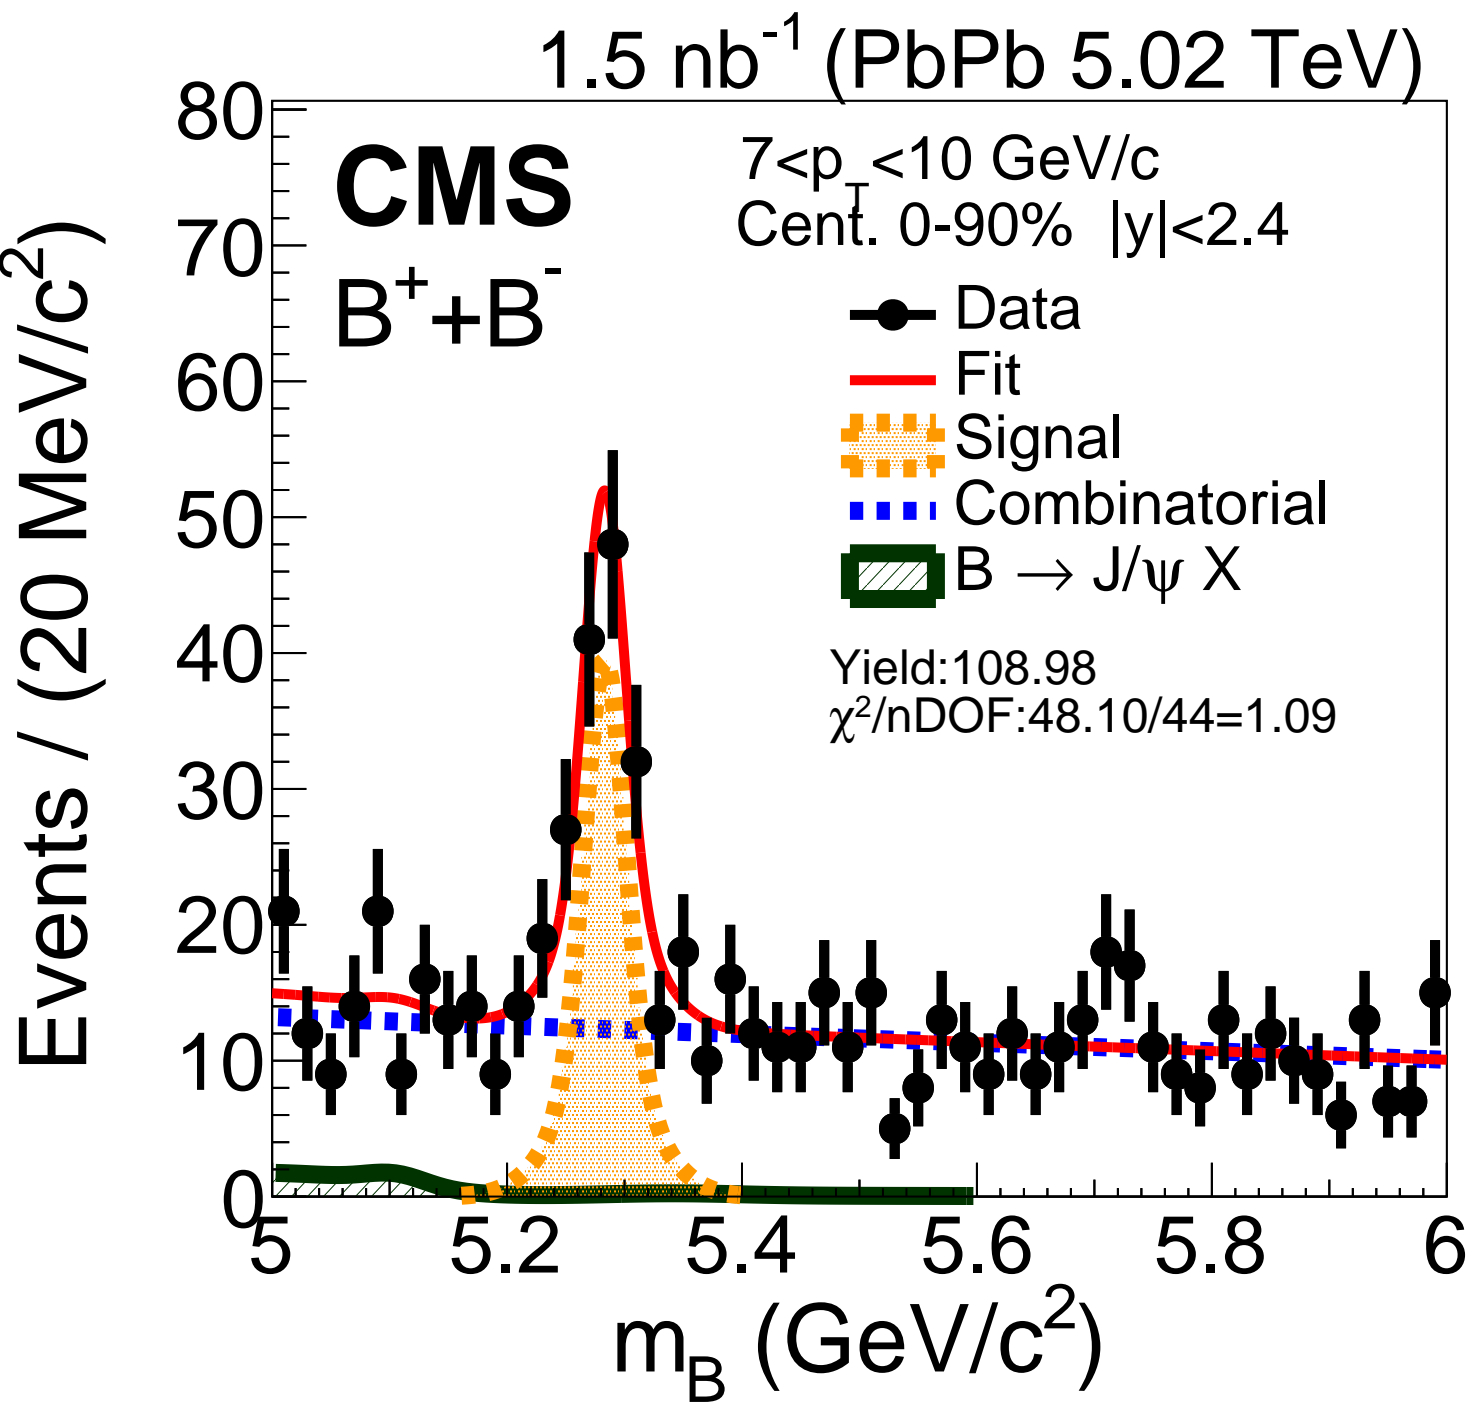 1.5 nb⁻¹ (PbPb 5.02 TeV)
CMS
B⁺+B⁻
7<p_T<10 GeV/c
Cent. 0-90% |y|<2.4
Data
Fit
Signal
Combinatorial
B → J/ψ X
Yield:108.98
χ²/nDOF:48.10/44=1.09
Events / (20 MeV/c²)
80
70
60
50
40
30
20
10
0
5 5.2 5.4 5.6 5.8 6
m_B (GeV/c²)